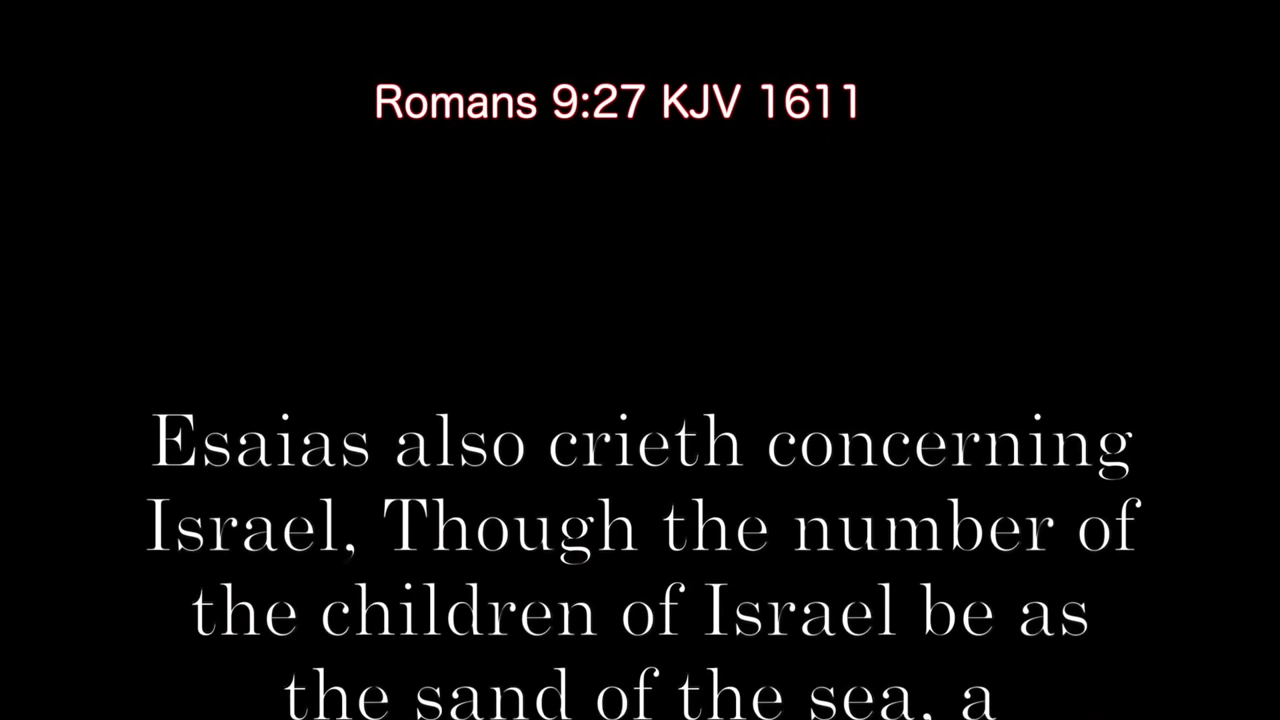 Romans 9:27 KJV 1611
Esaias also crieth concerning
Israel, Though the number of
the children of Israel be as
the sand of the sea, a